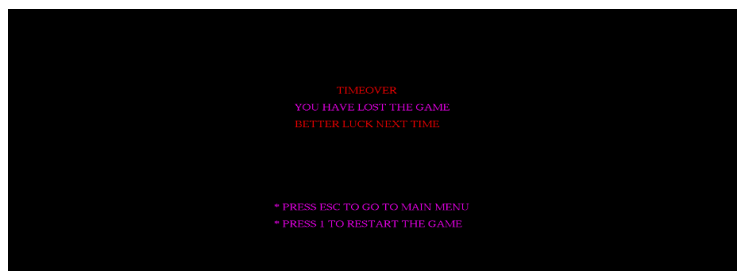 TIMEOVER
YOU HAVE LOST THE GAME
BETTER LUCK NEXT TIME
* PRESS ESC TO GO TO MAIN MENU
* PRESS 1 TO RESTART THE GAME